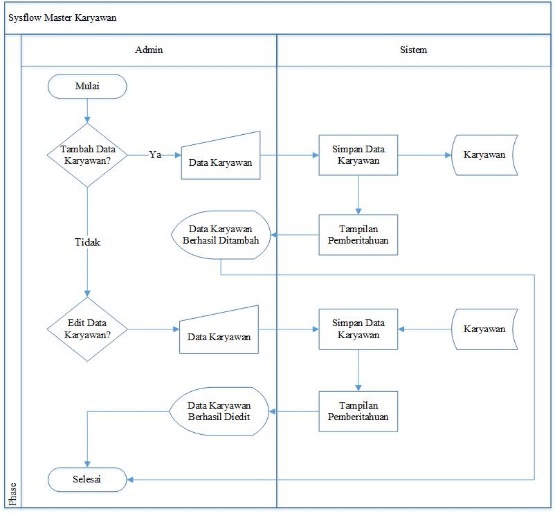 Sysflow Master Karyawan
Admin
Sistem
Mulai
Tambah Data
Karyawan?
Ya
Data Karyawan
Simpan Data
Karyawan
Karyawan
Tidak
Data Karyawan
Berhasil Ditambah
Tampilan
Pemberitahuan
Edit Data
Karyawan?
Data Karyawan
Simpan Data
Karyawan
Karyawan
Data Karyawan
Berhasil Diedit
Tampilan
Pemberitahuan
Selesai
Phase